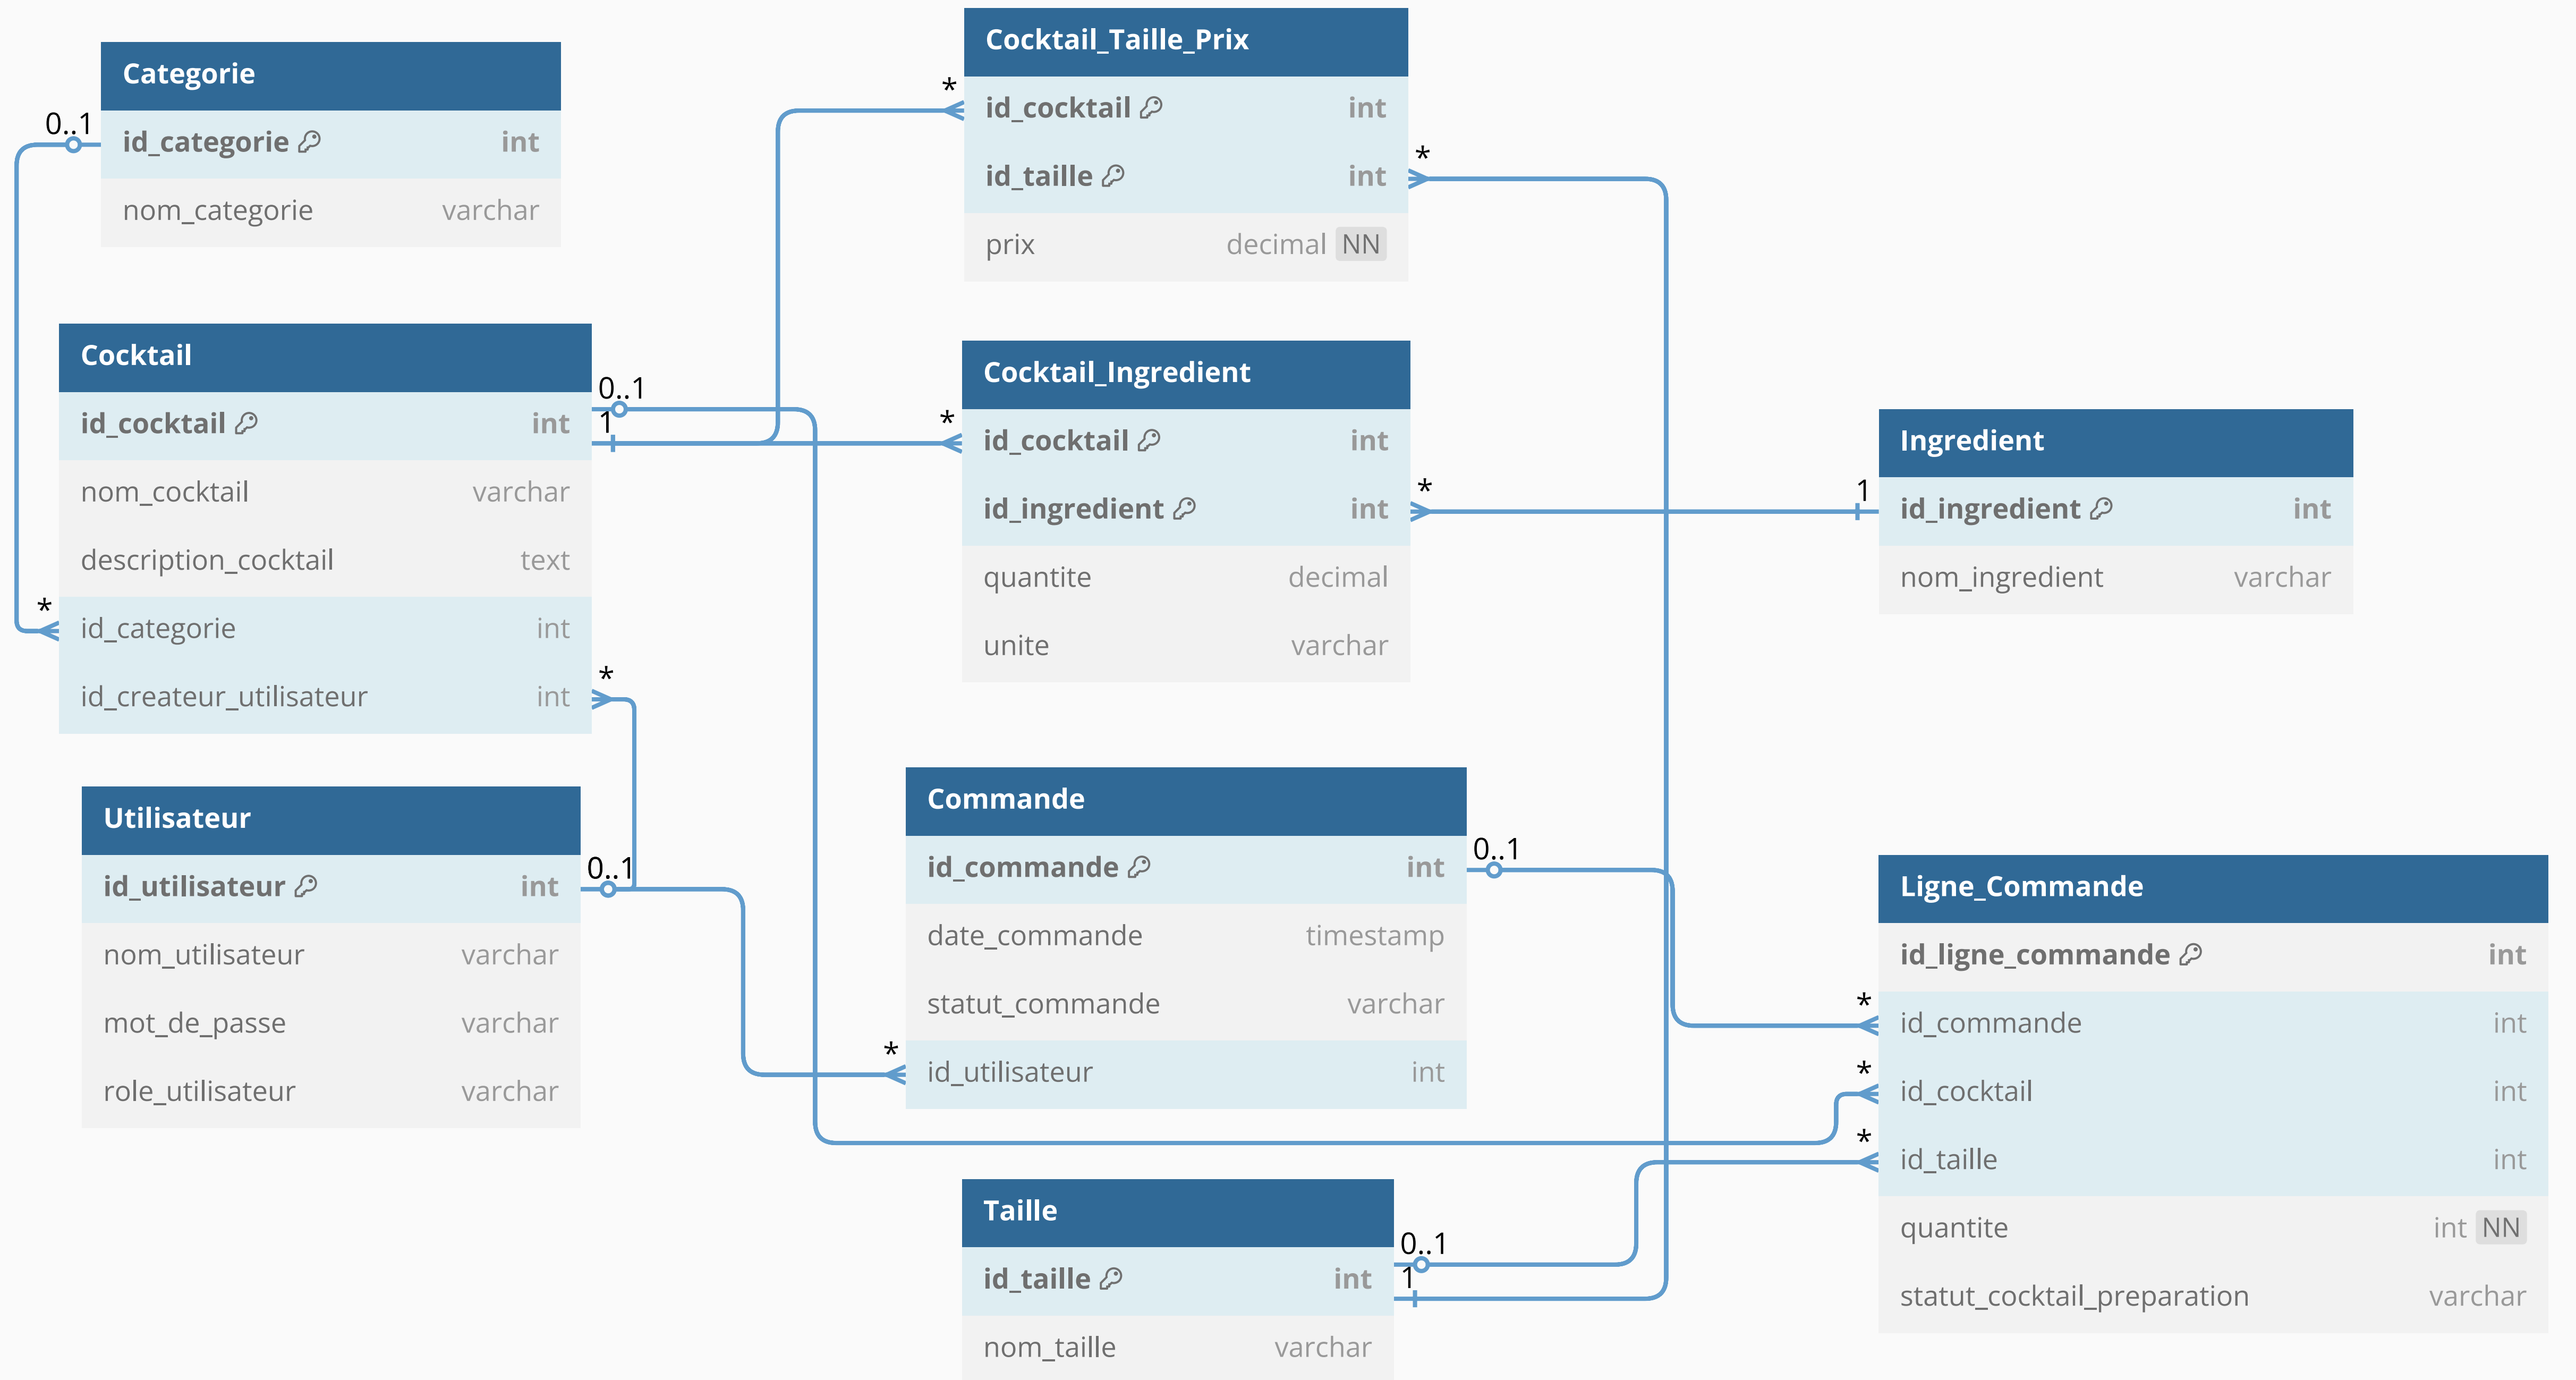 Categorie
0..1
id_categorie int
nom_categorie varchar
Cocktail_Taille_Prix
*
id_cocktail int
*
id_taille int
prix decimal NN
Cocktail
0..1
1
id_cocktail int
nom_cocktail varchar
description_cocktail text
*
id_categorie int
*
id_createur_utilisateur int
Cocktail_Ingredient
*
id_cocktail int
*
id_ingredient int
quantite decimal
unite varchar
Ingredient
1
id_ingredient int
nom_ingredient varchar
Utilisateur
0..1
id_utilisateur int
nom_utilisateur varchar
mot_de_passe varchar
role_utilisateur varchar
Commande
0..1
id_commande int
date_commande timestamp
statut_commande varchar
*
id_utilisateur int
Ligne_Commande
id_ligne_commande int
*
id_commande int
*
id_cocktail int
*
id_taille int
quantite int NN
statut_cocktail_preparation varchar
Taille
0..1
1
id_taille int
nom_taille varchar